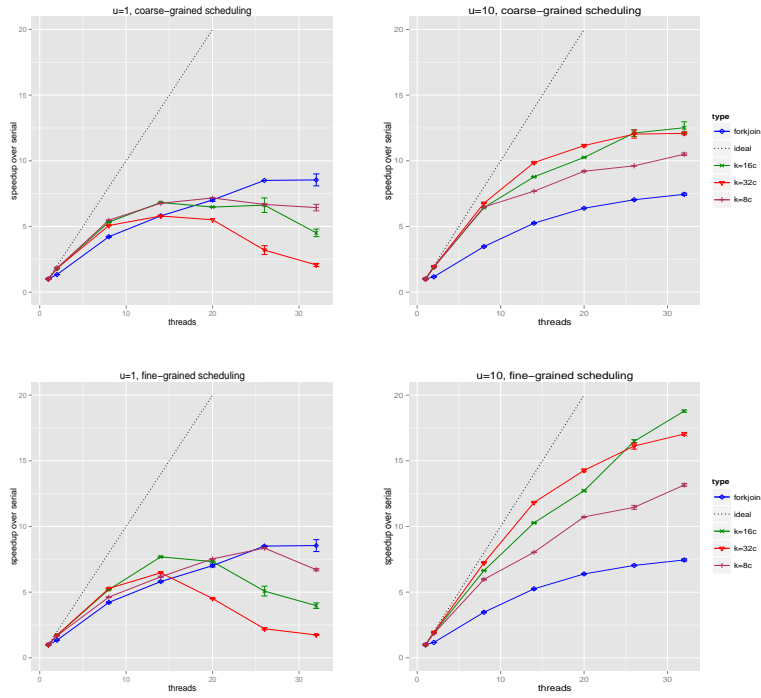 u=1, coarse-grained scheduling
20
15
10
5
0
speedup over serial
0 10 20 30
threads
u=10, coarse-grained scheduling
20
15
10
5
0
speedup over serial
0 10 20 30
threads
type
forkjoin
ideal
k=16c
k=32c
k=8c
u=1, fine-grained scheduling
20
15
10
5
0
speedup over serial
0 10 20 30
threads
u=10, fine-grained scheduling
20
15
10
5
0
speedup over serial
0 10 20 30
threads
type
forkjoin
ideal
k=16c
k=32c
k=8c